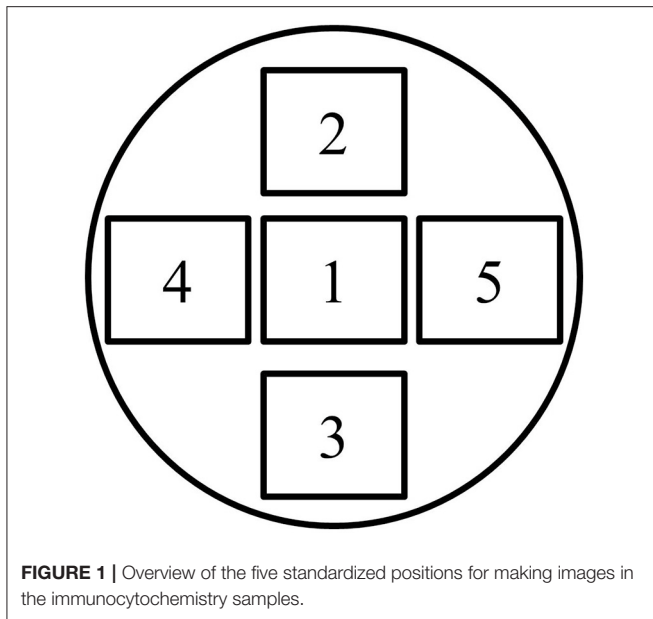 2
4 1 5
3
FIGURE 1 | Overview of the five standardized positions for making images in
the immunocytochemistry samples.